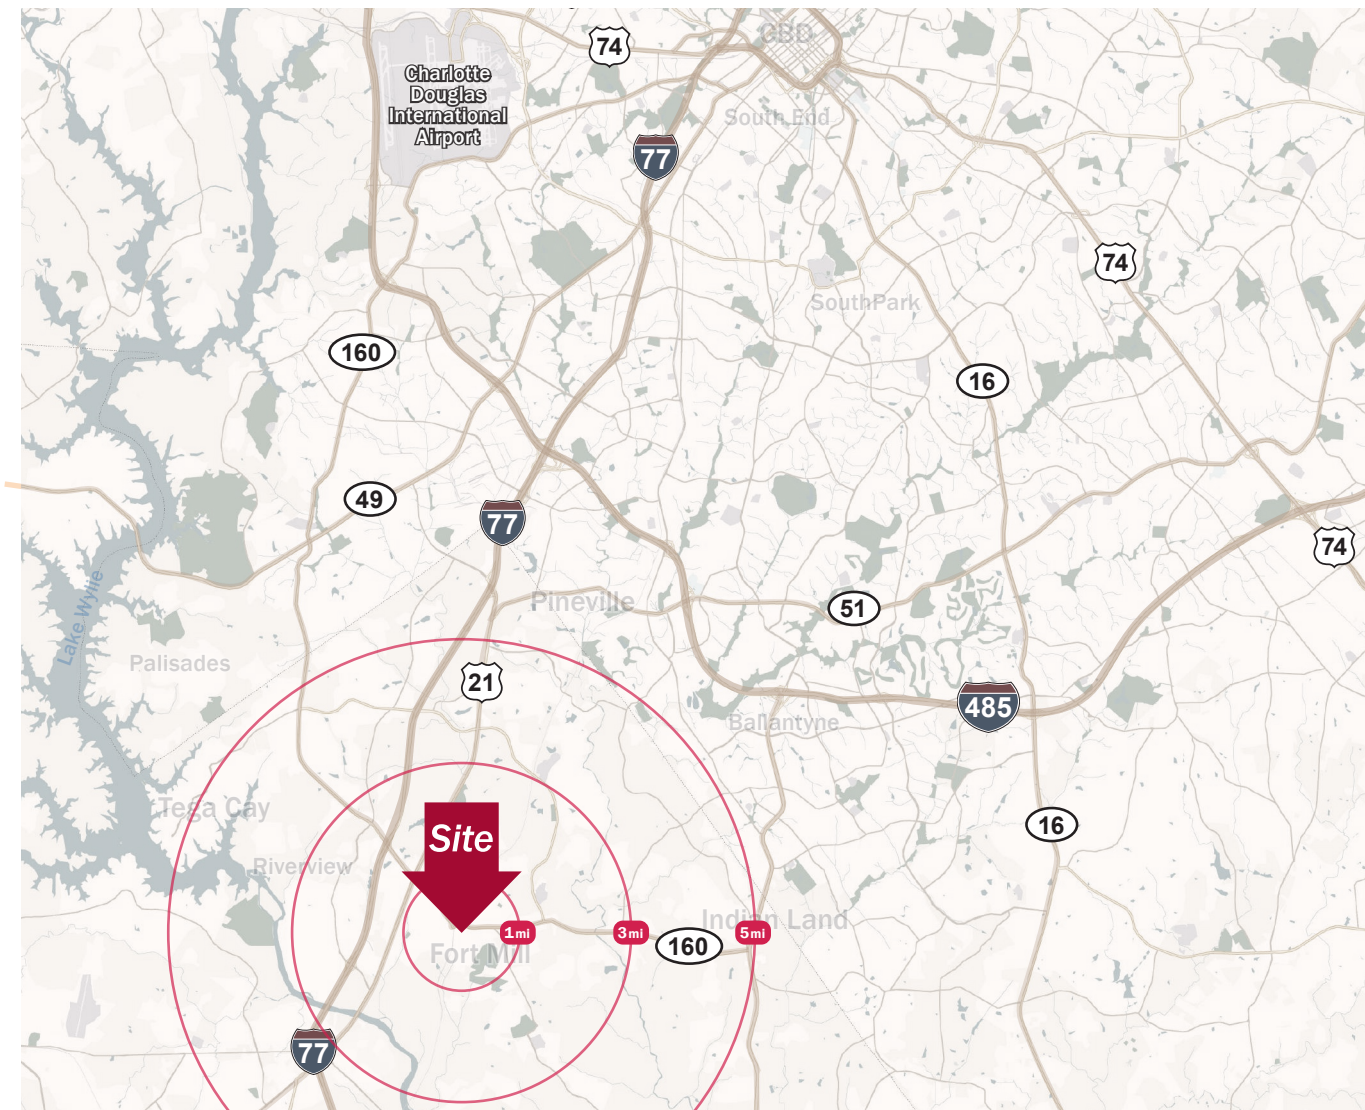 CBD
74
Charlotte
Douglas
International
Airport
South End
77
74
SouthPark
160
16
49
77
74
Pineville
51
Lake Wylie
Palisades
21
485
Ballantyne
Tega Cay
Site
16
Riverview
Indian Land
1mi
3mi
5mi
160
Fort Mill
77